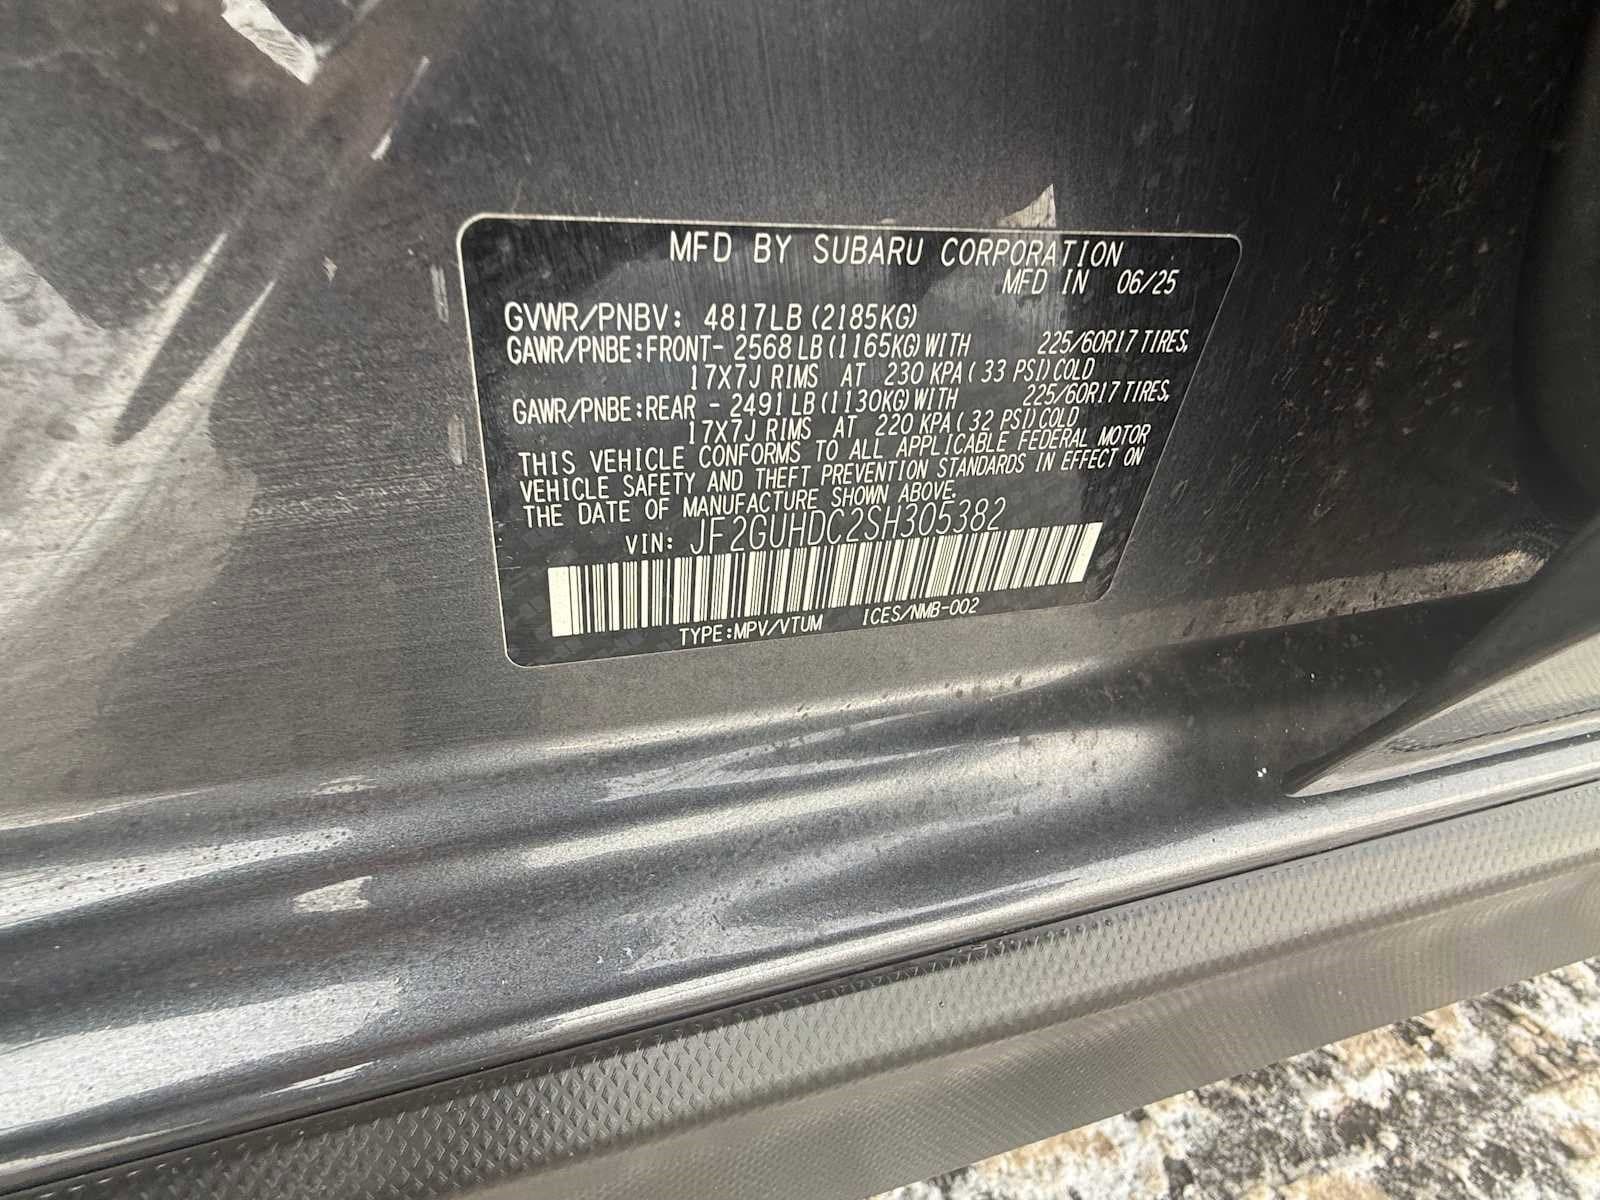 MFD BY SUBARU CORPORATION
MFD IN 06/25
GVWR/PNBV: 4817LB (2185KG)
GAWR/PNBE:FRONT- 2568 LB (1165KG) WITH 225/60R17 TIRES,
17X7J RIMS AT 230 KPA ( 33 PSI) COLD
GAWR/PNBE:REAR - 2491 LB (1130KG) WITH 225/60R17 TIRES,
17X7J RIMS AT 220 KPA ( 32 PSI) COLD
THIS VEHICLE CONFORMS TO ALL APPLICABLE FEDERAL MOTOR
VEHICLE SAFETY AND THEFT PREVENTION STANDARDS IN EFFECT ON
THE DATE OF MANUFACTURE SHOWN ABOVE.
VIN: JF2GUHDC2SH305382
TYPE:MPV/VTUM ICES/NMB-002